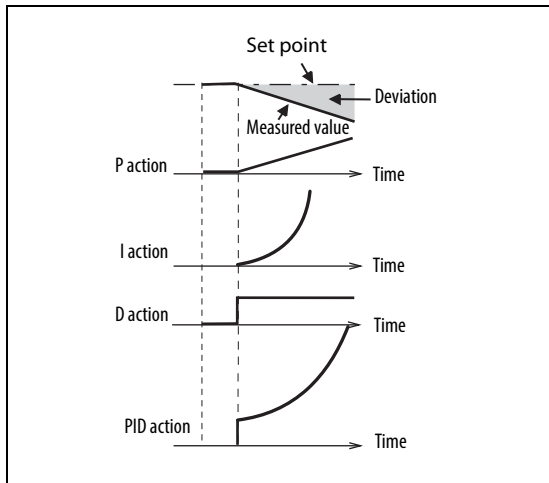 Set point
Deviation
Measured value
P action
Time
I action
Time
D action
Time
PID action
Time